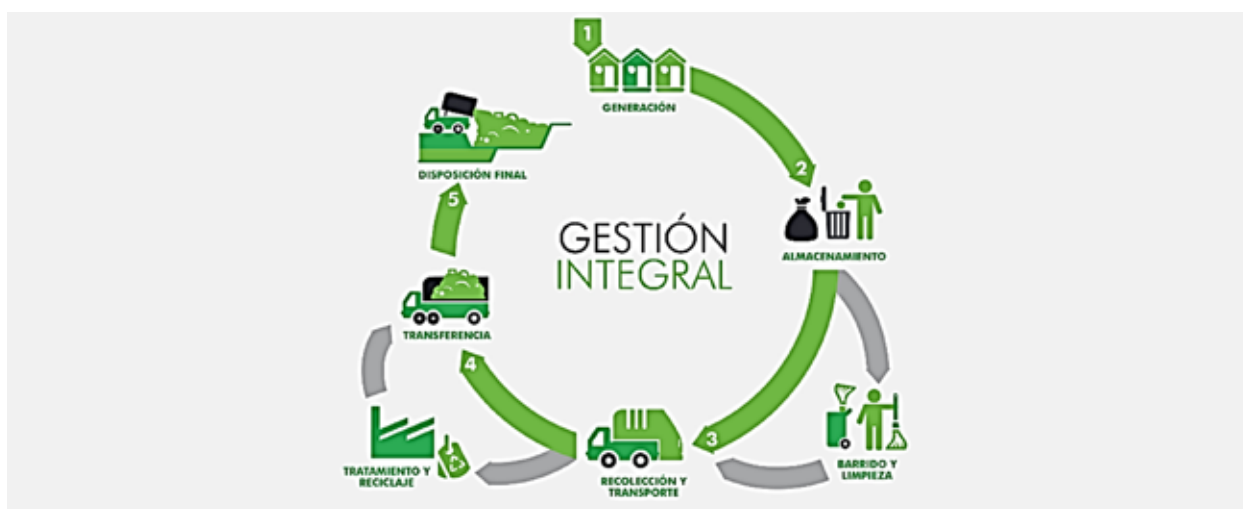 1
GENERACIÓN
2
ALMACENAMIENTO
BARRIDO Y
LIMPIEZA
3
RECOLECCIÓN Y
TRANSPORTE
TRATAMIENTO Y
RECICLAJE
4
TRANSFERENCIA
5
DISPOSICIÓN FINAL
GESTIÓN
INTEGRAL